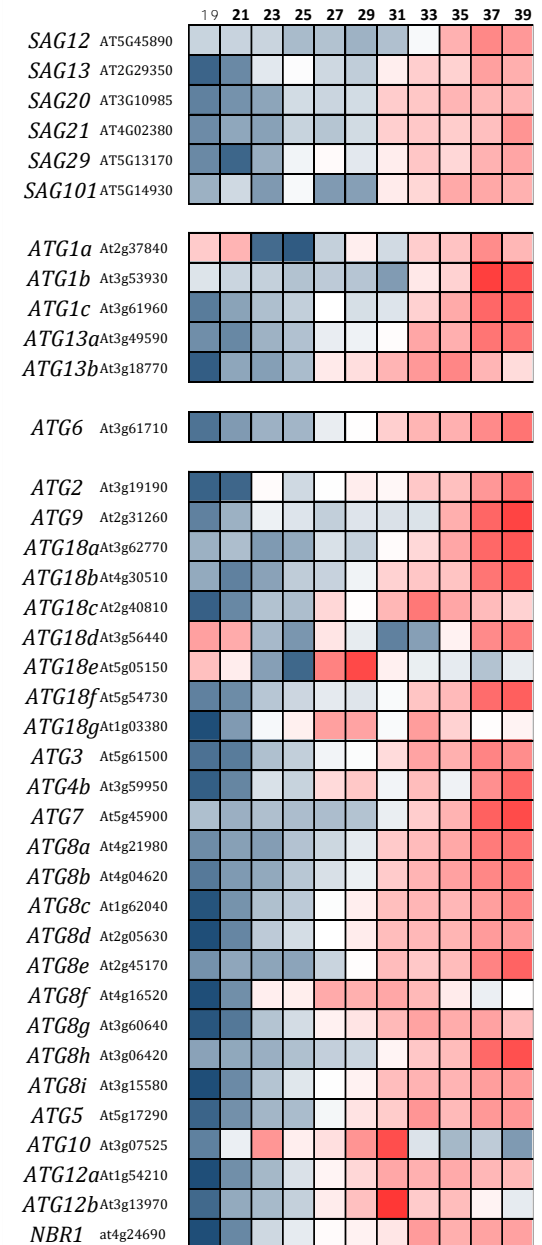 19 21 23 25 27 29 31 33 35 37 39
SAG12 AT5G45890
SAG13 AT2G29350
SAG20 AT3G10985
SAG21 AT4G02380
SAG29 AT5G13170
SAG101 AT5G14930
ATG1a At2g37840
ATG1b At3g53930
ATG1c At3g61960
ATG13a At3g49590
ATG13b At3g18770
ATG6 At3g61710
ATG2 At3g19190
ATG9 At2g31260
ATG18a At3g62770
ATG18b At4g30510
ATG18c At2g40810
ATG18d At3g56440
ATG18e At5g05150
ATG18f At5g54730
ATG18g At1g03380
ATG3 At5g61500
ATG4b At3g59950
ATG7 At5g45900
ATG8a At4g21980
ATG8b At4g04620
ATG8c At1g62040
ATG8d At2g05630
ATG8e At2g45170
ATG8f At4g16520
ATG8g At3g60640
ATG8h At3g06420
ATG8i At3g15580
ATG5 At5g17290
ATG10 At3g07525
ATG12a At1g54210
ATG12b At3g13970
NBR1 at4g24690